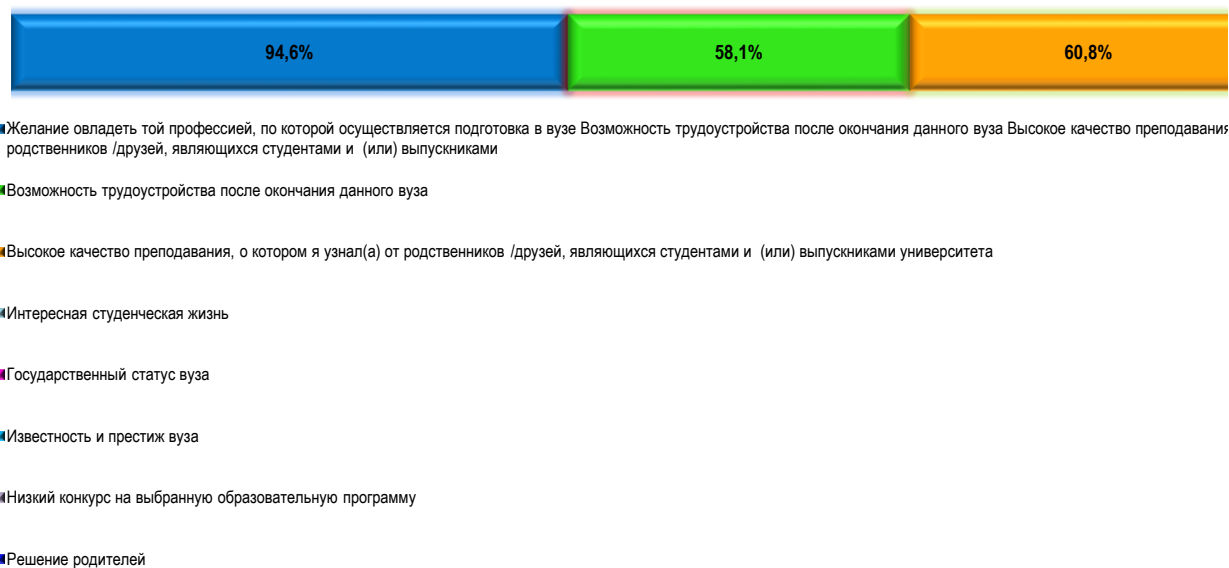 94,6% 58,1% 60,8%
Желание овладеть той профессией, по которой осуществляется подготовка в вузе Возможность трудоустройства после окончания данного вуза Высокое качество преподавания
родственников /друзей, являющихся студентами и (или) выпускниками
Возможность трудоустройства после окончания данного вуза
Высокое качество преподавания, о котором я узнал(а) от родственников /друзей, являющихся студентами и (или) выпускниками университета
Интересная студенческая жизнь
Государственный статус вуза
Известность и престиж вуза
Низкий конкурс на выбранную образовательную программу
Решение родителей